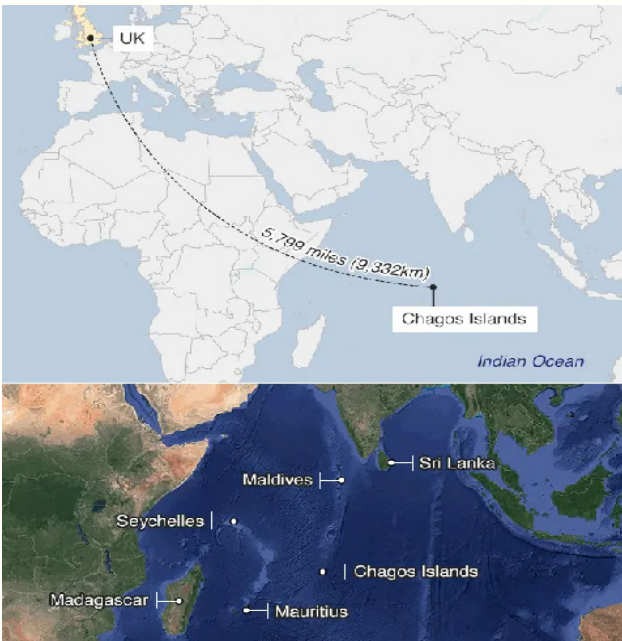 UK
5,799 miles (9,332km)
Chagos Islands
Indian Ocean
Sri Lanka
Maldives
Seychelles
Chagos Islands
Madagascar
Mauritius